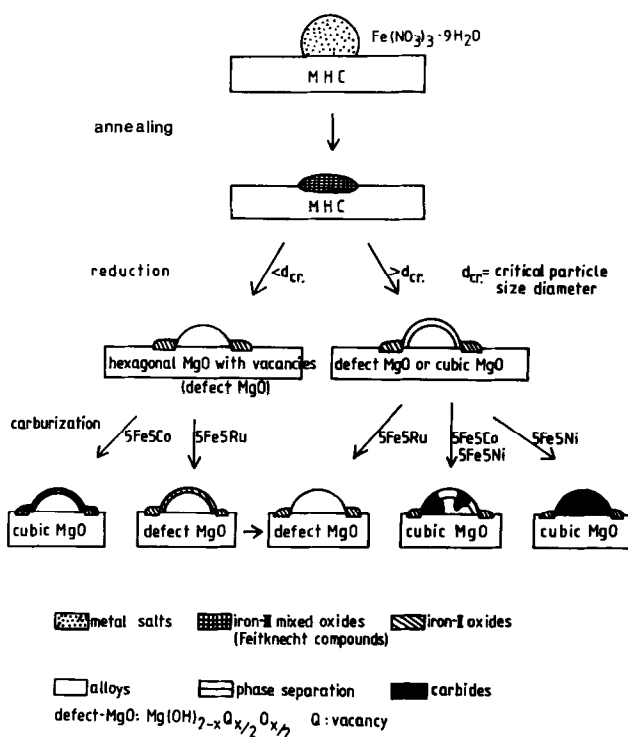 Fe(NO3)3·9H2O
MHC
annealing
MHC
reduction
<dcr.
>dcr.
dcr.= critical particle
size diameter
hexagonal MgO with vacancies
(defect MgO)
defect MgO or cubic MgO
carburization
5Fe5Co
5Fe5Ru
5Fe5Ru
5Fe5Co
5Fe5Ni
5Fe5Ni
cubic MgO
defect MgO
defect MgO
cubic MgO
cubic MgO
metal salts
iron-III mixed oxides
(Feitknecht compounds)
iron-II oxides
alloys
phase separation
carbides
defect-MgO: Mg(OH)2-xQx/2Ox/2 Q: vacancy